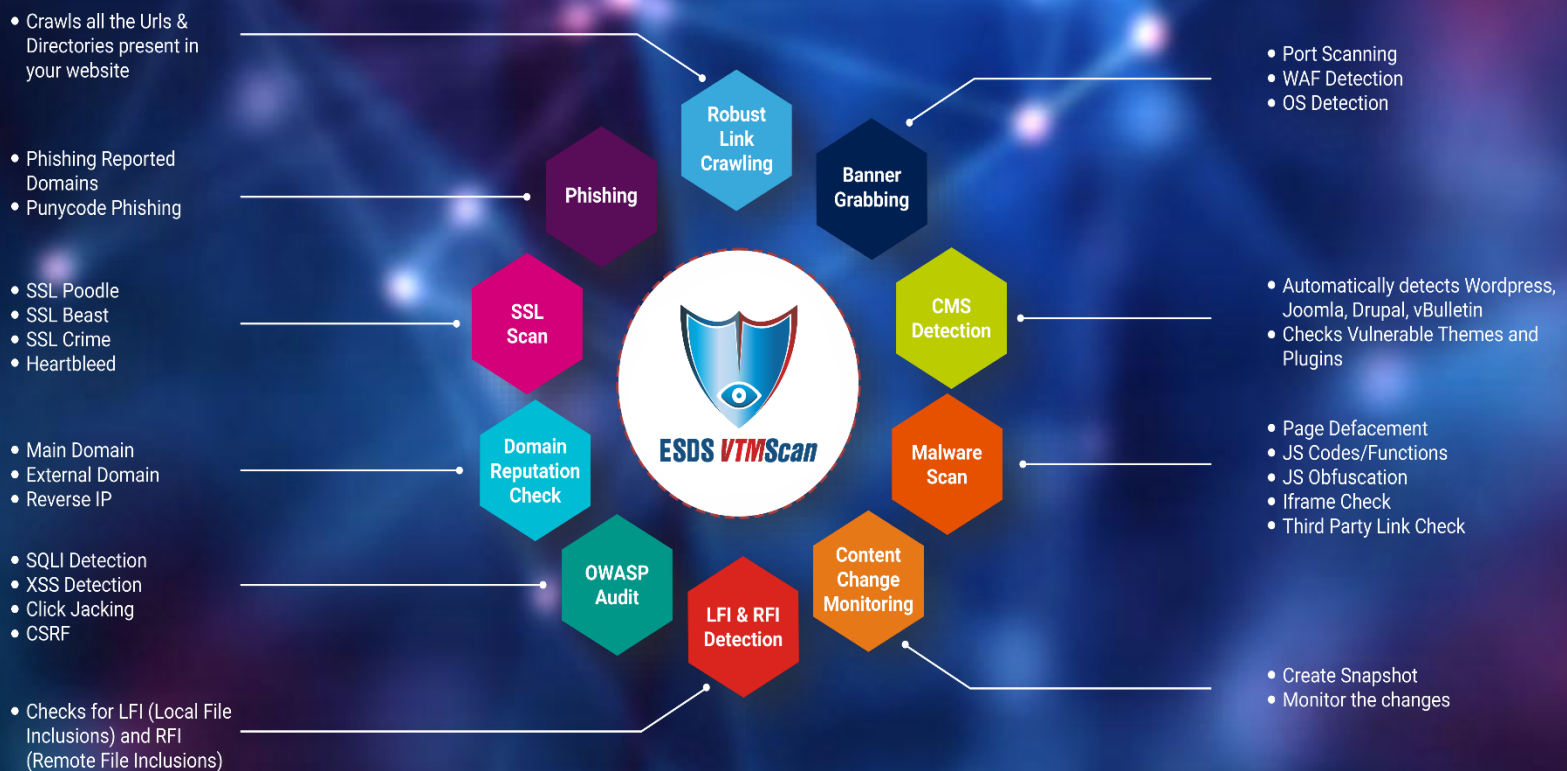 • Crawls all the Urls &
Directories present in
your website
• Phishing Reported
Domains
• Punycode Phishing
• SSL Poodle
• SSL Beast
• SSL Crime
• Heartbleed
• Main Domain
• External Domain
• Reverse IP
• SQLI Detection
• XSS Detection
• Click Jacking
• CSRF
• Checks for LFI (Local File
Inclusions) and RFI
(Remote File Inclusions)
Robust
Link
Crawling
Phishing
Banner
Grabbing
SSL
Scan
CMS
Detection
ESDS VTMScan
Domain
Reputation
Check
Malware
Scan
OWASP
Audit
Content
Change
Monitoring
LFI & RFI
Detection
• Port Scanning
• WAF Detection
• OS Detection
• Automatically detects Wordpress,
Joomla, Drupal, vBulletin
• Checks Vulnerable Themes and
Plugins
• Page Defacement
• JS Codes/Functions
• JS Obfuscation
• Iframe Check
• Third Party Link Check
• Create Snapshot
• Monitor the changes